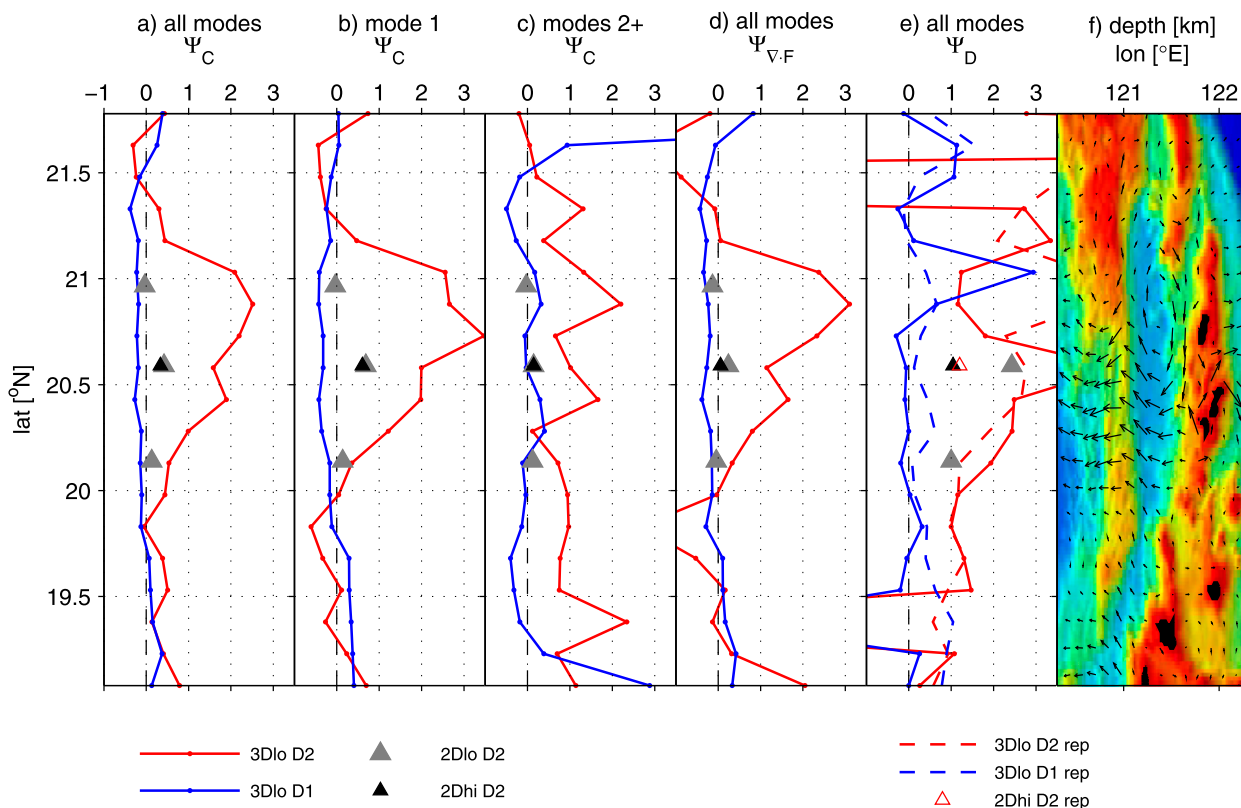 a) all modes
Ψ_C
b) mode 1
Ψ_C
c) modes 2+
Ψ_C
d) all modes
Ψ_∇·F
e) all modes
Ψ_D
f) depth [km]
lon [°E]
−1 0 1 2 3
0 1 2 3
0 1 2 3
0 1 2 3
0 1 2 3
121 122
21.5
21
20.5
20
19.5
lat [°N]
3Dlo D2
3Dlo D1
2Dlo D2
2Dhi D2
3Dlo D2 rep
3Dlo D1 rep
2Dhi D2 rep